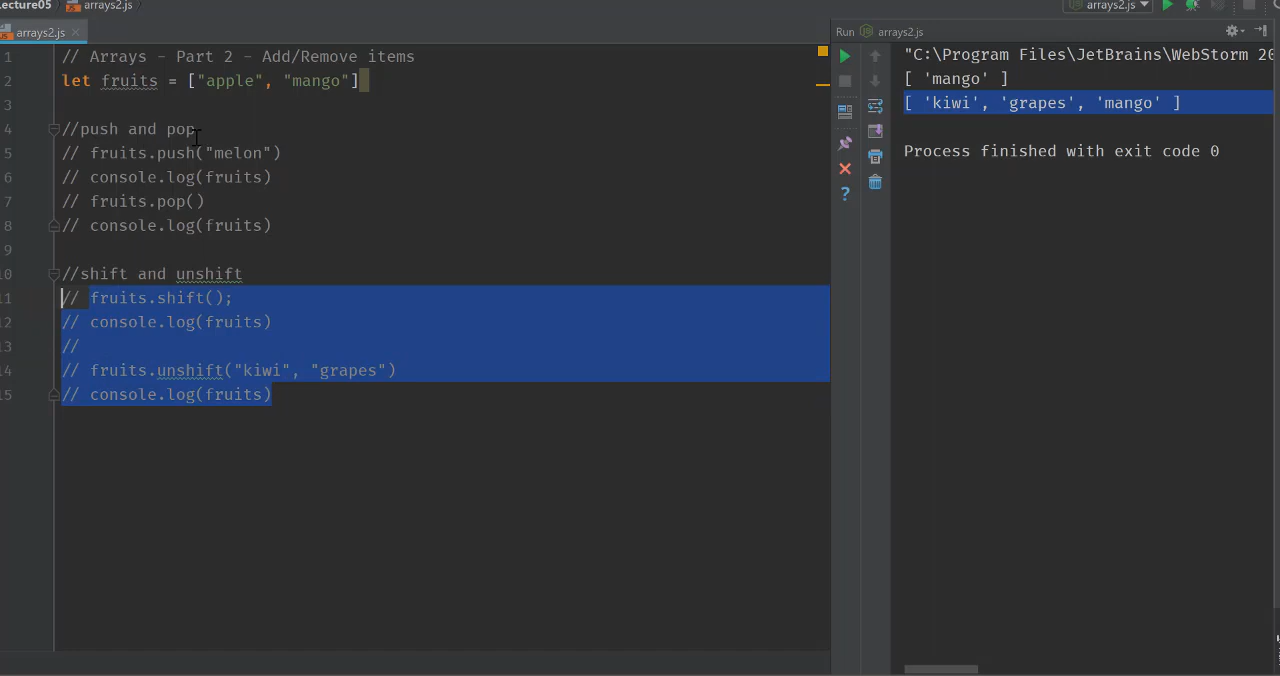 ecture05 arrays2.js
arrays2.js
arrays2.js
Run arrays2.js
1 // Arrays - Part 2 - Add/Remove items
2 let fruits = ["apple", "mango"]
3
4 //push and pop
5 // fruits.push("melon")
6 // console.log(fruits)
7 // fruits.pop()
8 // console.log(fruits)
9
10 //shift and unshift
11 // fruits.shift();
12 // console.log(fruits)
13 //
14 // fruits.unshift("kiwi", "grapes")
15 // console.log(fruits)
"C:\Program Files\JetBrains\WebStorm 20
[ 'mango' ]
[ 'kiwi', 'grapes', 'mango' ]
Process finished with exit code 0